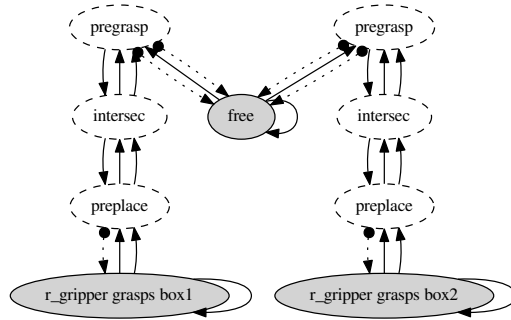 pregrasp
pregrasp
intersec
free
intersec
preplace
preplace
r_gripper grasps box1
r_gripper grasps box2